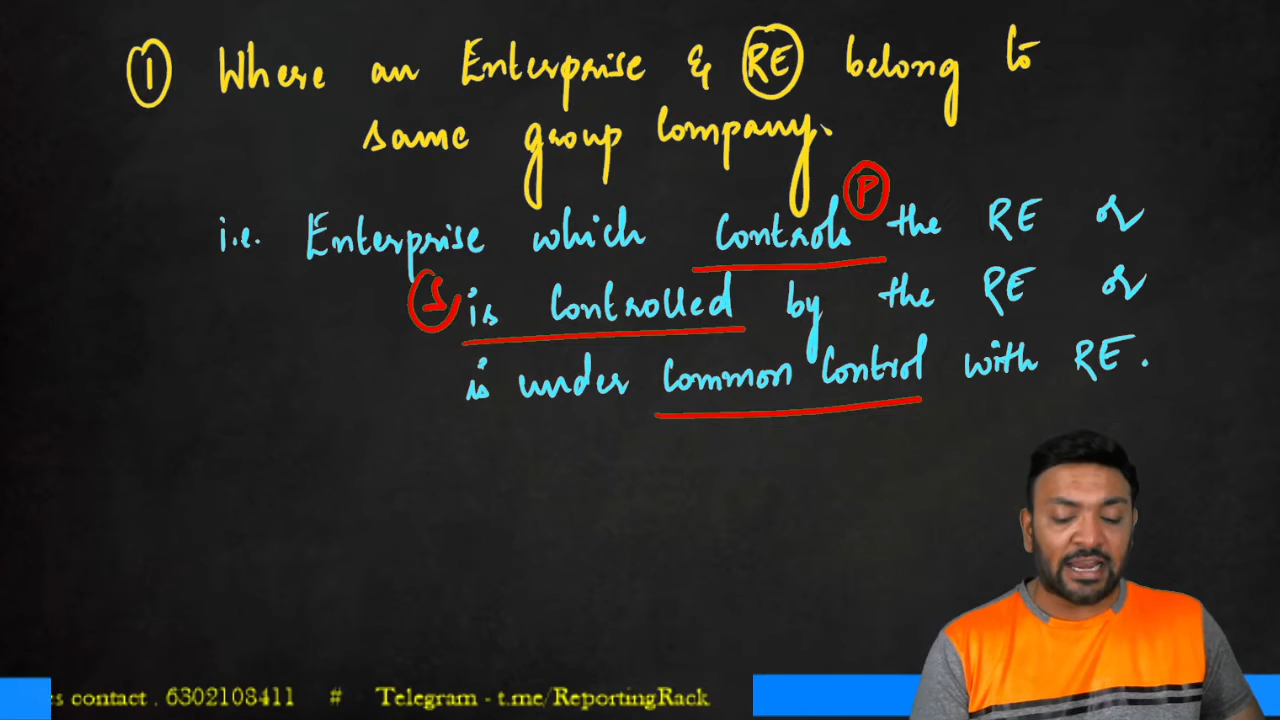 ① Where an Enterprise & RE belong to
same group Company.
P
i.e. Enterprise which Controls the RE or
S is Controlled by the RE or
is under Common Control with RE.
es contact . 6302108411 # Telegram - t.me/ReportingRack